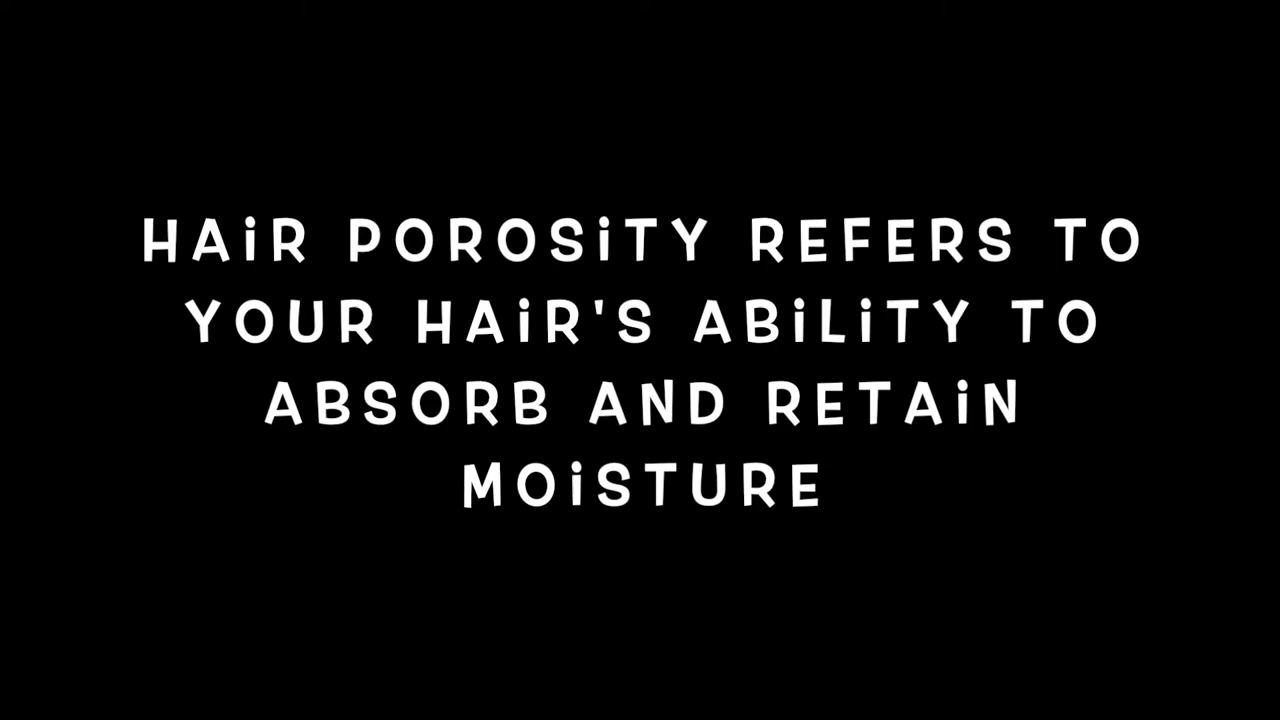 HAiR POROSiTY REFERS TO
YOUR HAiR'S ABiLiTY TO
ABSORB AND RETAiN
MOiSTURE